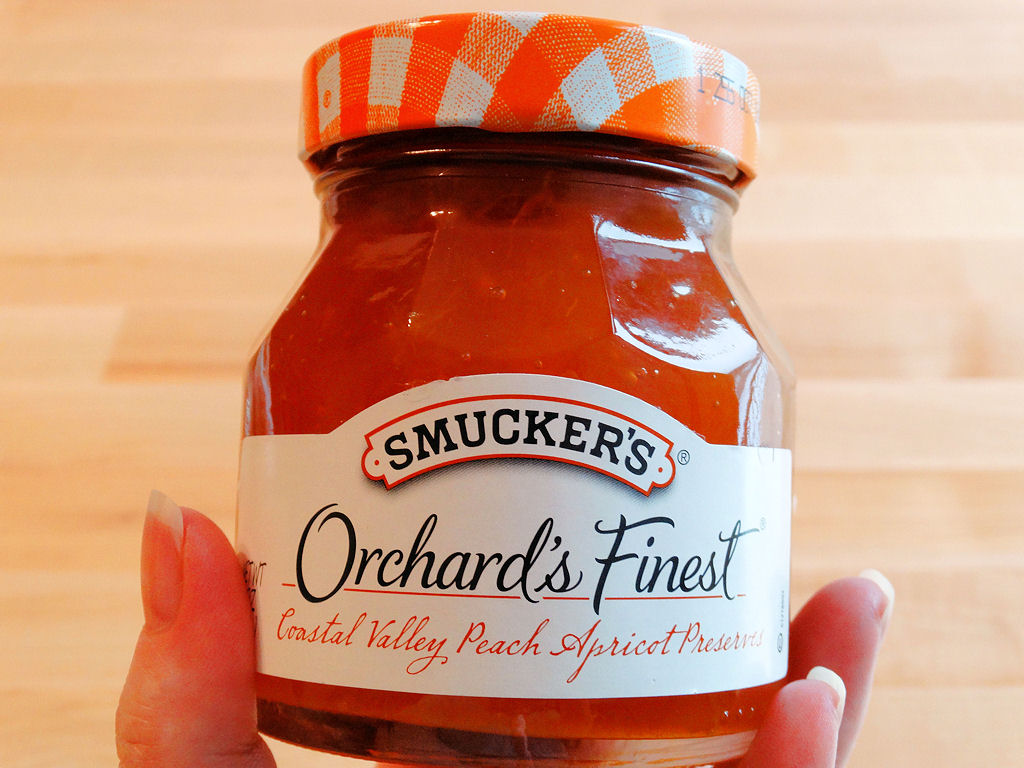 SMUCKER'S®
Orchard's Finest®
Coastal Valley Peach Apricot Preserves